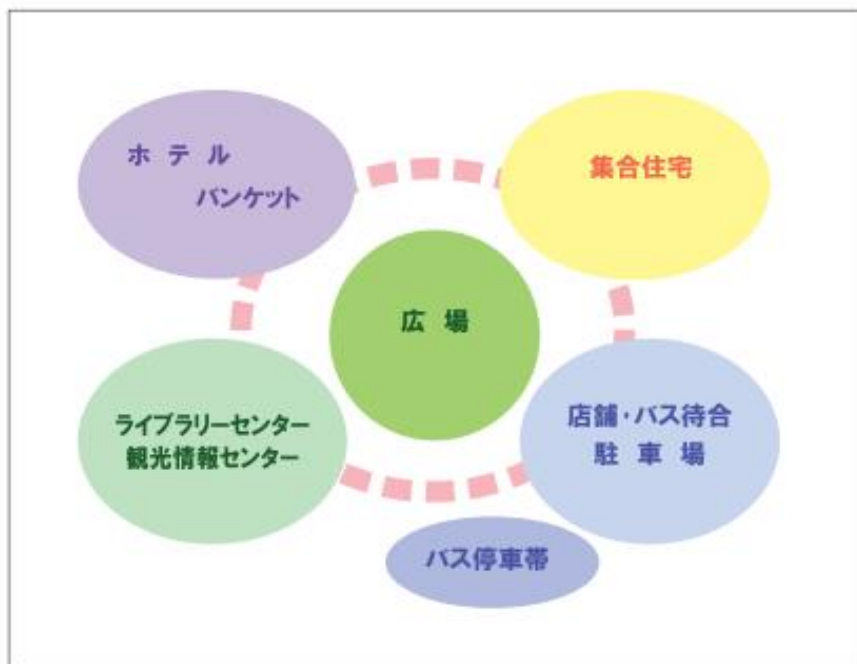 ホテル
バンケット
集合住宅
広場
ライブラリーセンター
観光情報センター
店舗・バス待合
駐車場
バス停車帯